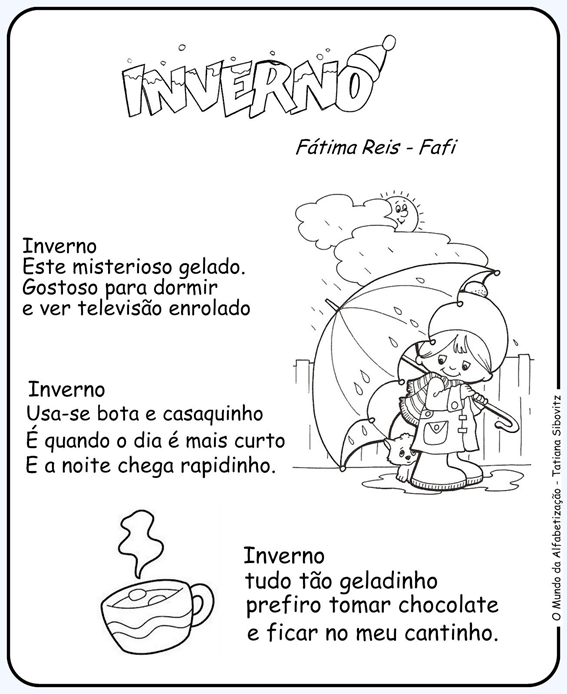 INVERNO
Fátima Reis - Fafi
Inverno
Este misterioso gelado.
Gostoso para dormir
e ver televisão enrolado
Inverno
Usa-se bota e casaquinho
É quando o dia é mais curto
E a noite chega rapidinho.
Inverno
tudo tão geladinho
prefiro tomar chocolate
e ficar no meu cantinho.
O Mundo da Alfabetização - Tatiana Sibovitz